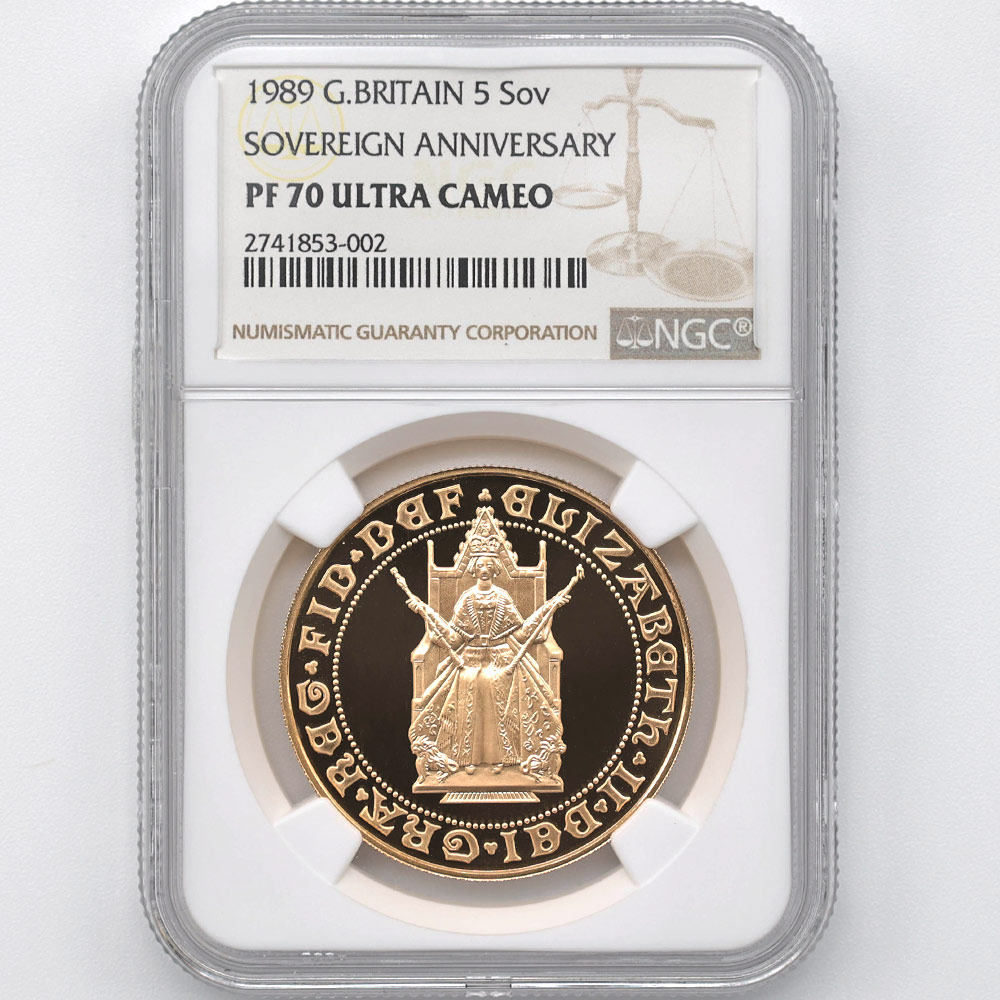 1989 G.BRITAIN 5 Sov
SOVEREIGN ANNIVERSARY
PF 70 ULTRA CAMEO
2741853-002
NUMISMATIC GUARANTY CORPORATION
NGC®
ELIZABETH·II·DEI·GRA·REG·FID·DEF